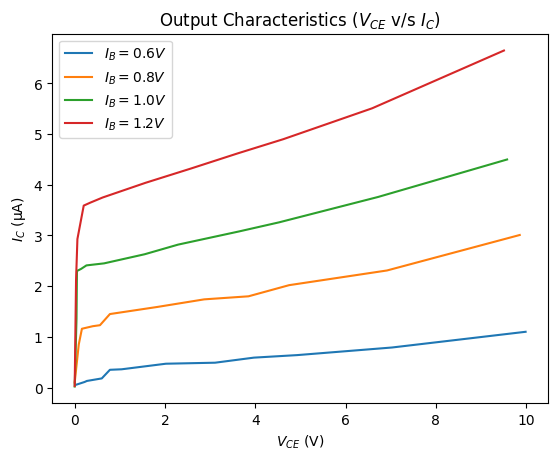 Output Characteristics (V_CE v/s I_C)
I_B = 0.6V
I_B = 0.8V
I_B = 1.0V
I_B = 1.2V
6
5
4
3
2
1
0
I_C (μA)
0 2 4 6 8 10
V_CE (V)